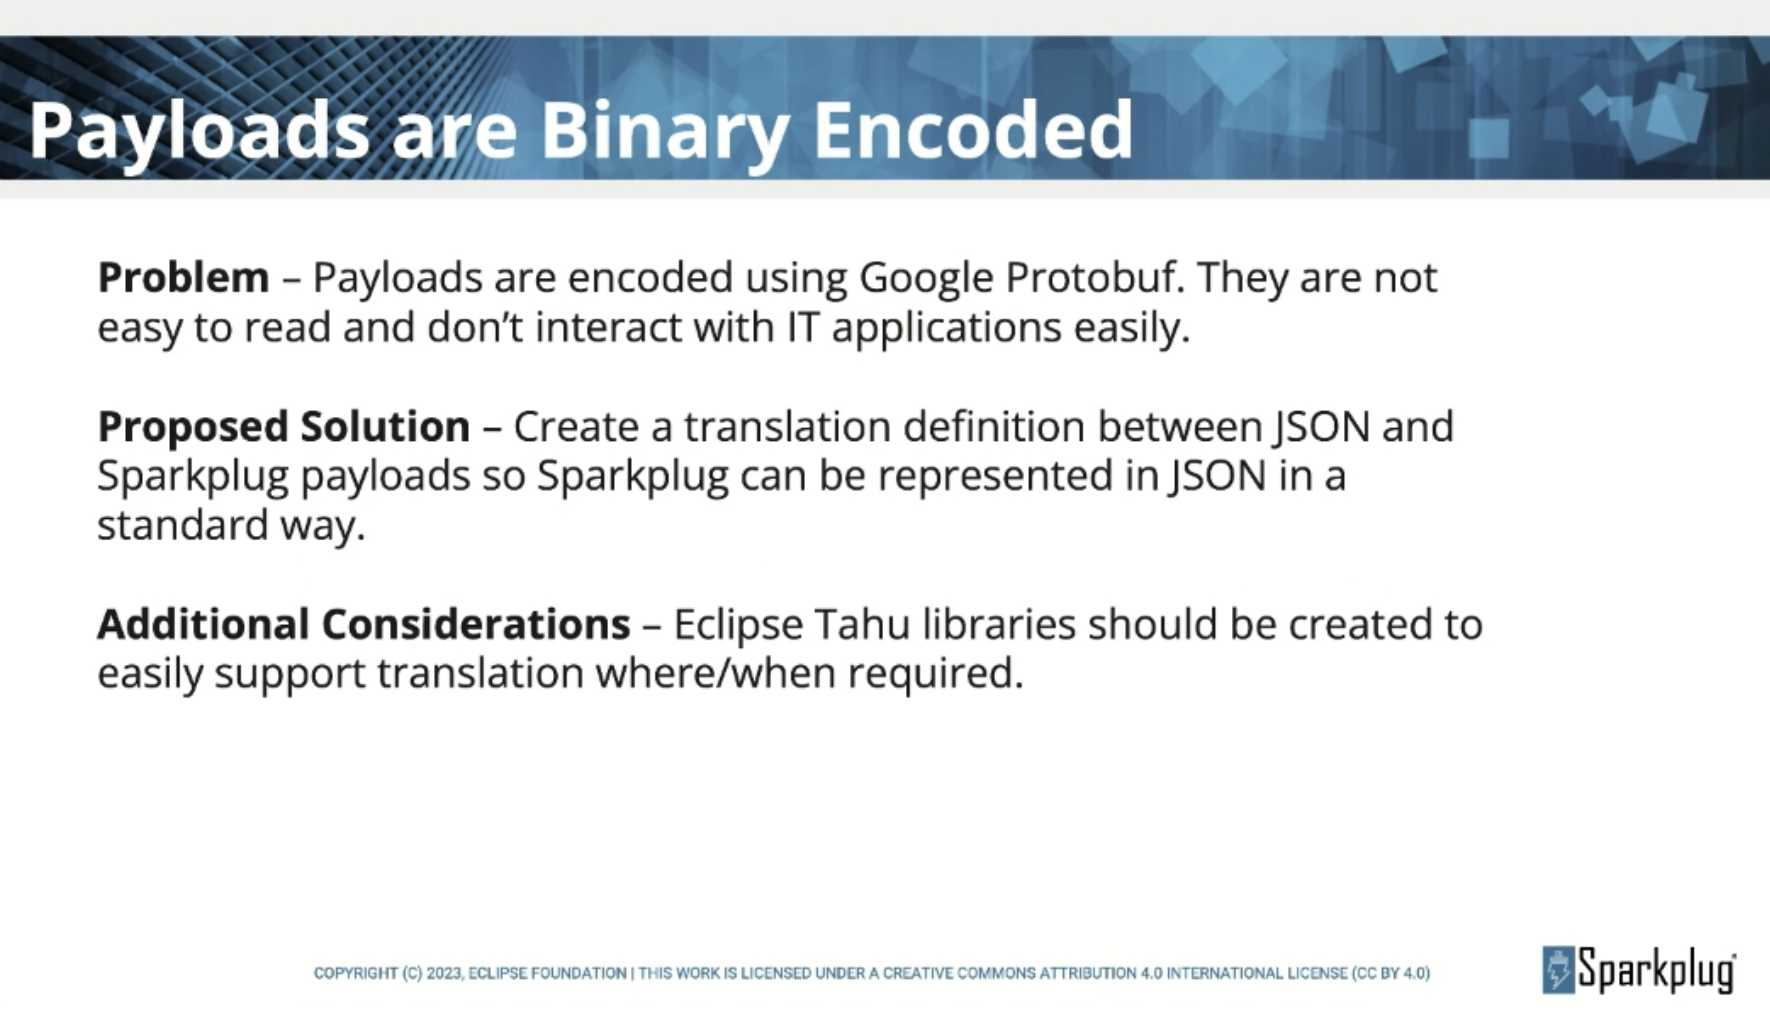 Payloads are Binary Encoded
Problem – Payloads are encoded using Google Protobuf. They are not
easy to read and don’t interact with IT applications easily.
Proposed Solution – Create a translation definition between JSON and
Sparkplug payloads so Sparkplug can be represented in JSON in a
standard way.
Additional Considerations – Eclipse Tahu libraries should be created to
easily support translation where/when required.
COPYRIGHT (C) 2023, ECLIPSE FOUNDATION | THIS WORK IS LICENSED UNDER A CREATIVE COMMONS ATTRIBUTION 4.0 INTERNATIONAL LICENSE (CC BY 4.0)
Sparkplug